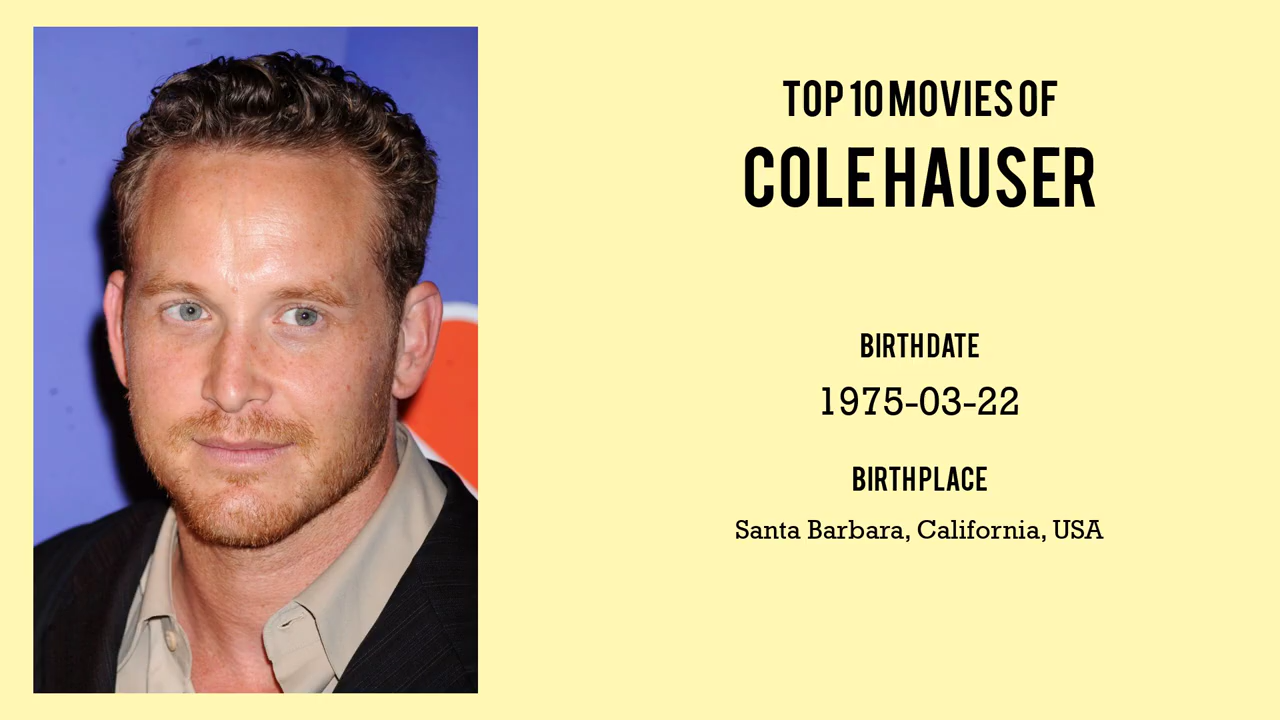 TOP 10 MOVIES OF
COLE HAUSER
BIRTHDATE
1975-03-22
BIRTHPLACE
Santa Barbara, California, USA